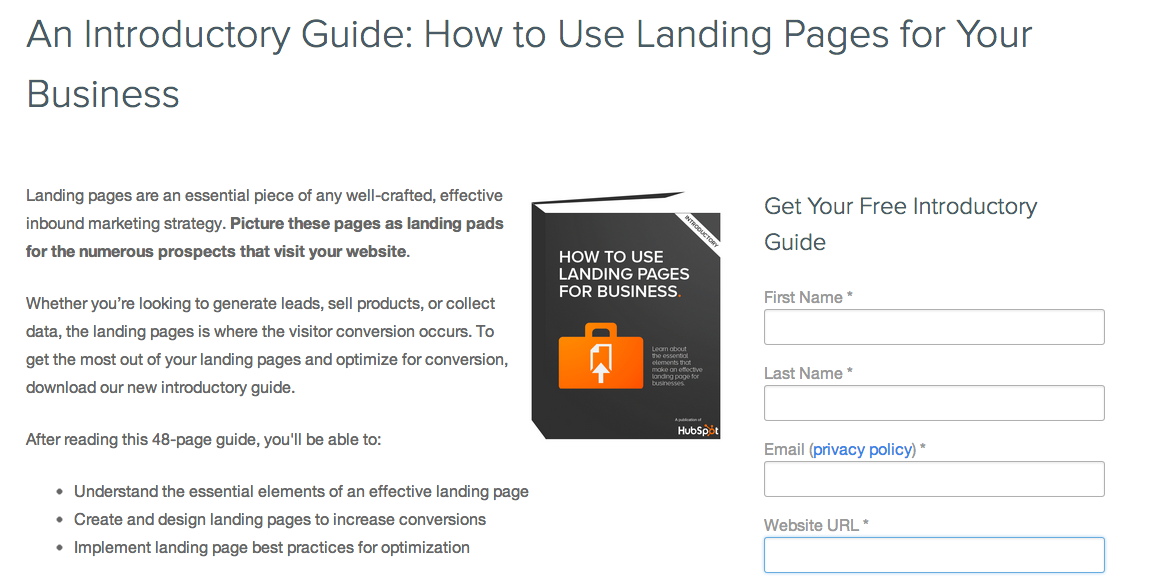 An Introductory Guide: How to Use Landing Pages for Your
Business
Landing pages are an essential piece of any well-crafted, effective
inbound marketing strategy. Picture these pages as landing pads
for the numerous prospects that visit your website.
Whether you’re looking to generate leads, sell products, or collect
data, the landing pages is where the visitor conversion occurs. To
get the most out of your landing pages and optimize for conversion,
download our new introductory guide.
After reading this 48-page guide, you'll be able to:
• Understand the essential elements of an effective landing page
• Create and design landing pages to increase conversions
• Implement landing page best practices for optimization
INTRODUCTORY
HOW TO USE
LANDING PAGES
FOR BUSINESS.
Learn about
the essential
elements that
make an effective
landing page for
businesses.
A publication of
HubSpot
Get Your Free Introductory
Guide
First Name *
Last Name *
Email (privacy policy) *
Website URL *